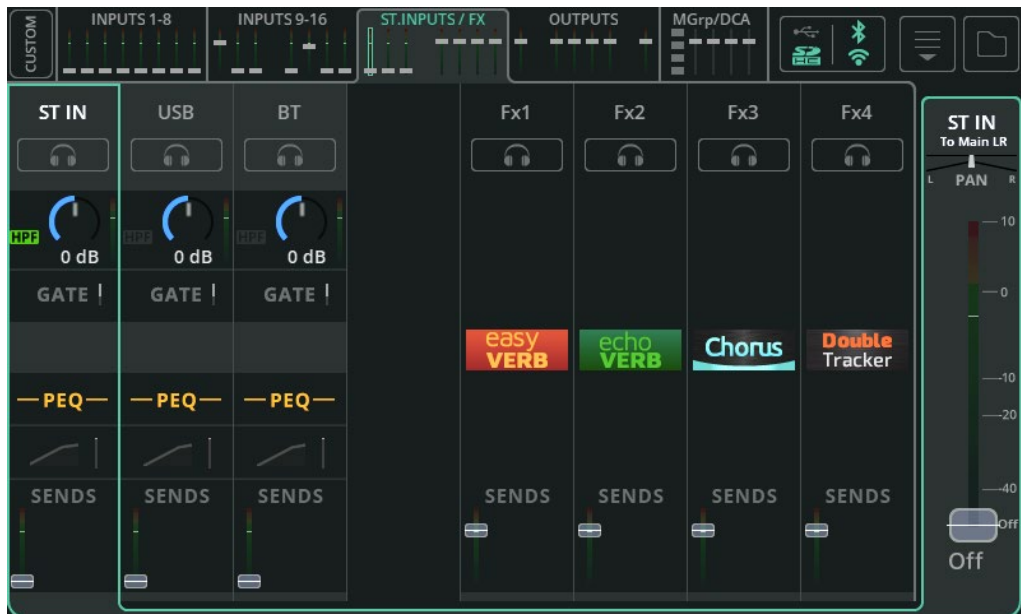 CUSTOM
INPUTS 1-8
INPUTS 9-16
ST.INPUTS / FX
OUTPUTS
MGrp/DCA
SD
HC
ST IN
USB
BT
Fx1
Fx2
Fx3
Fx4
HPF
0 dB
HPF
0 dB
HPF
0 dB
GATE
GATE
GATE
easy
VERB
echo
VERB
Chorus
Double
Tracker
PEQ
PEQ
PEQ
SENDS
SENDS
SENDS
SENDS
SENDS
SENDS
SENDS
ST IN
To Main LR
L PAN R
10
0
10
20
40
Off
Off